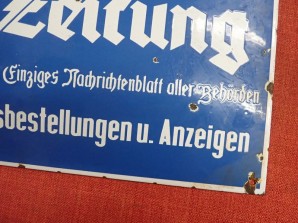 Zeitung
Einziges Nachrichtenblatt aller Behörden
sbestellungen u. Anzeigen